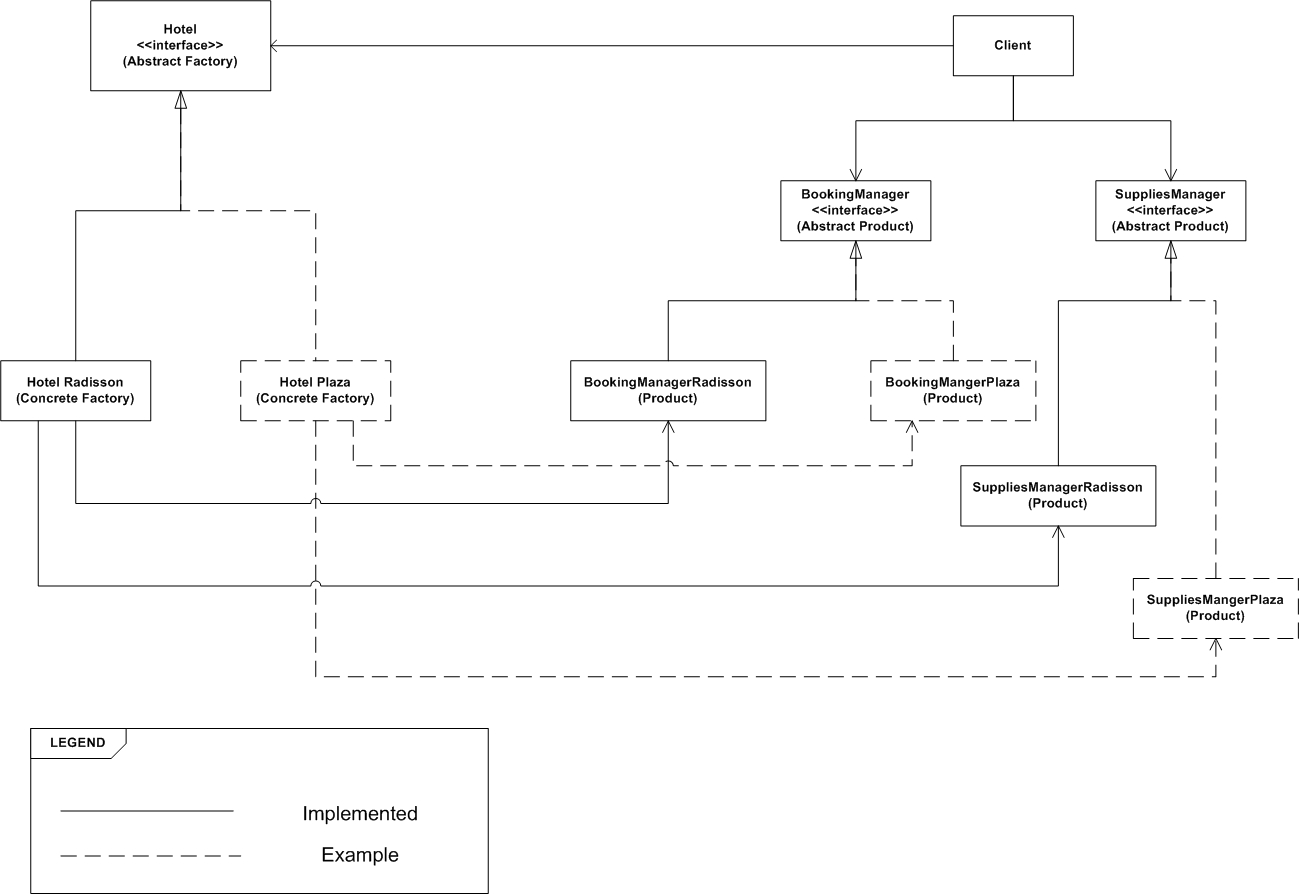 Hotel
<<interface>>
(Abstract Factory)
Client
BookingManager
<<interface>>
(Abstract Product)
SuppliesManager
<<interface>>
(Abstract Product)
Hotel Radisson
(Concrete Factory)
Hotel Plaza
(Concrete Factory)
BookingManagerRadisson
(Product)
BookingMangerPlaza
(Product)
SuppliesManagerRadisson
(Product)
SuppliesMangerPlaza
(Product)
LEGEND
Implemented
Example